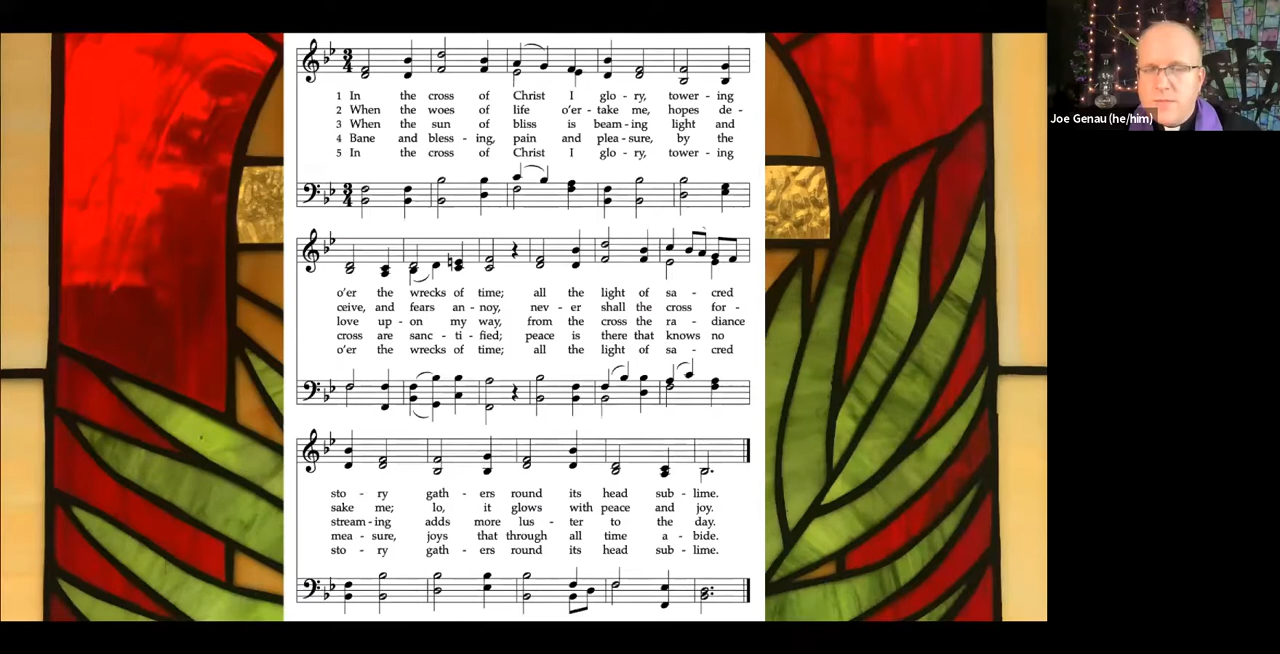 Joe Genau (he/him)
3
4
1 In the cross of Christ I glo - ry, tower - ing
2 When the woes of life o'er - take me, hopes de -
3 When the sun of bliss is beam - ing light and
4 Bane and bless - ing, pain and plea - sure, by the
5 In the cross of Christ I glo - ry, tower - ing
3
4
o'er the wrecks of time; all the light of sa - cred
ceive, and fears an - noy, nev - er shall the cross for -
love up - on my way, from the cross the ra - diance
cross are sanc - ti - fied; peace is there that knows no
o'er the wrecks of time; all the light of sa - cred
sto - ry gath - ers round its head sub - lime.
sake me; lo, it glows with peace and joy.
stream - ing adds more lus - ter to the day.
mea - sure, joys that through all time a - bide.
sto - ry gath - ers round its head sub - lime.